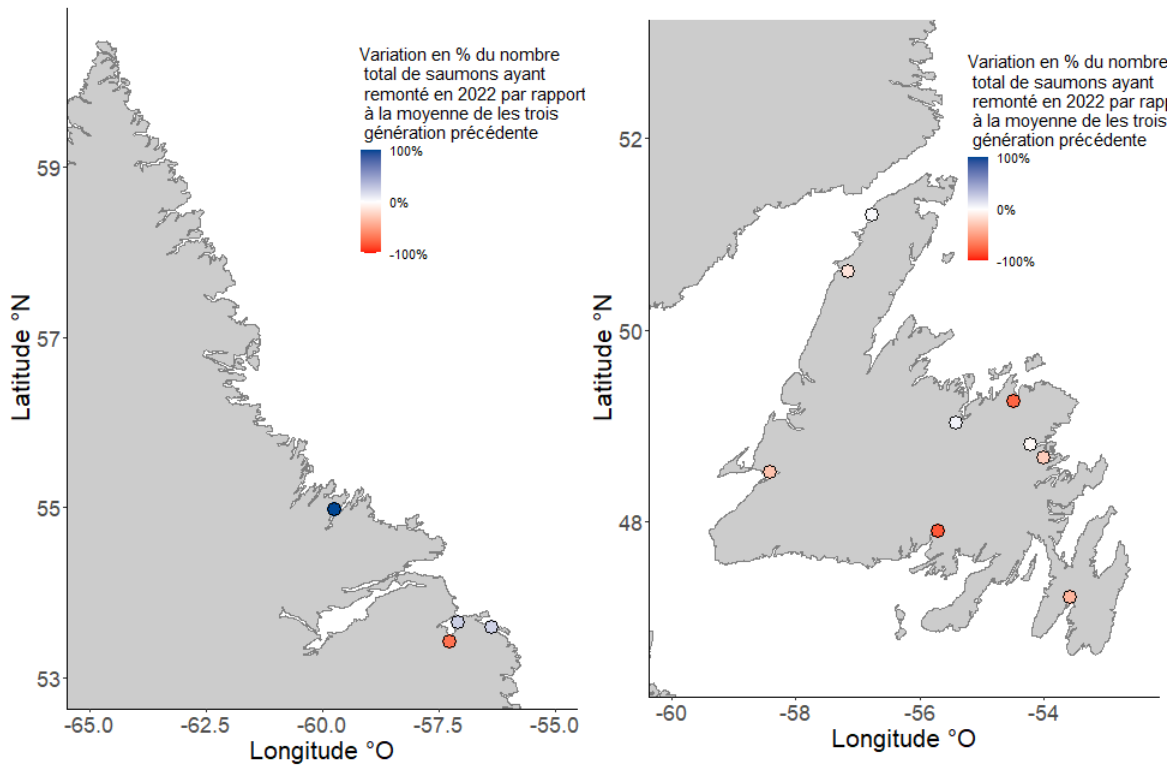 Variation en % du nombre
total de saumons ayant
remonté en 2022 par rapport
à la moyenne de les trois
génération précédente
100%
0%
-100%
59
57
55
53
Latitude °N
-65.0
-62.5
-60.0
-57.5
-55.0
Longitude °O
Variation en % du nombre
total de saumons ayant
remonté en 2022 par rapp
à la moyenne de les trois
génération précédente
100%
0%
-100%
52
50
48
Latitude °N
-60
-58
-56
-54
Longitude °O